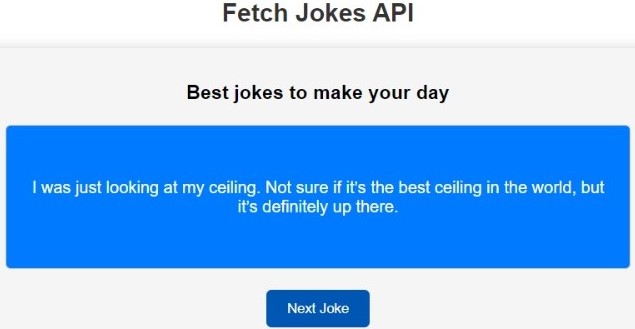 Fetch Jokes API
Best jokes to make your day
I was just looking at my ceiling. Not sure if it's the best ceiling in the world, but
it's definitely up there.
Next Joke